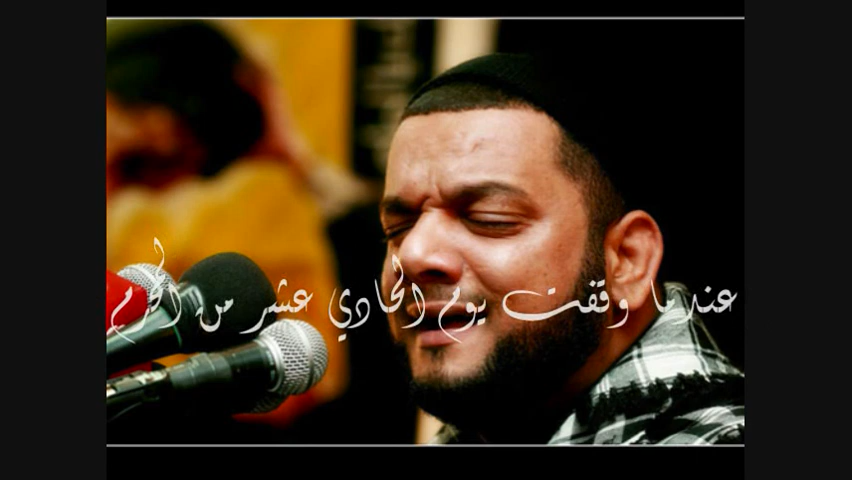 عندما وقفت يوم الحادي عشر من المحرم